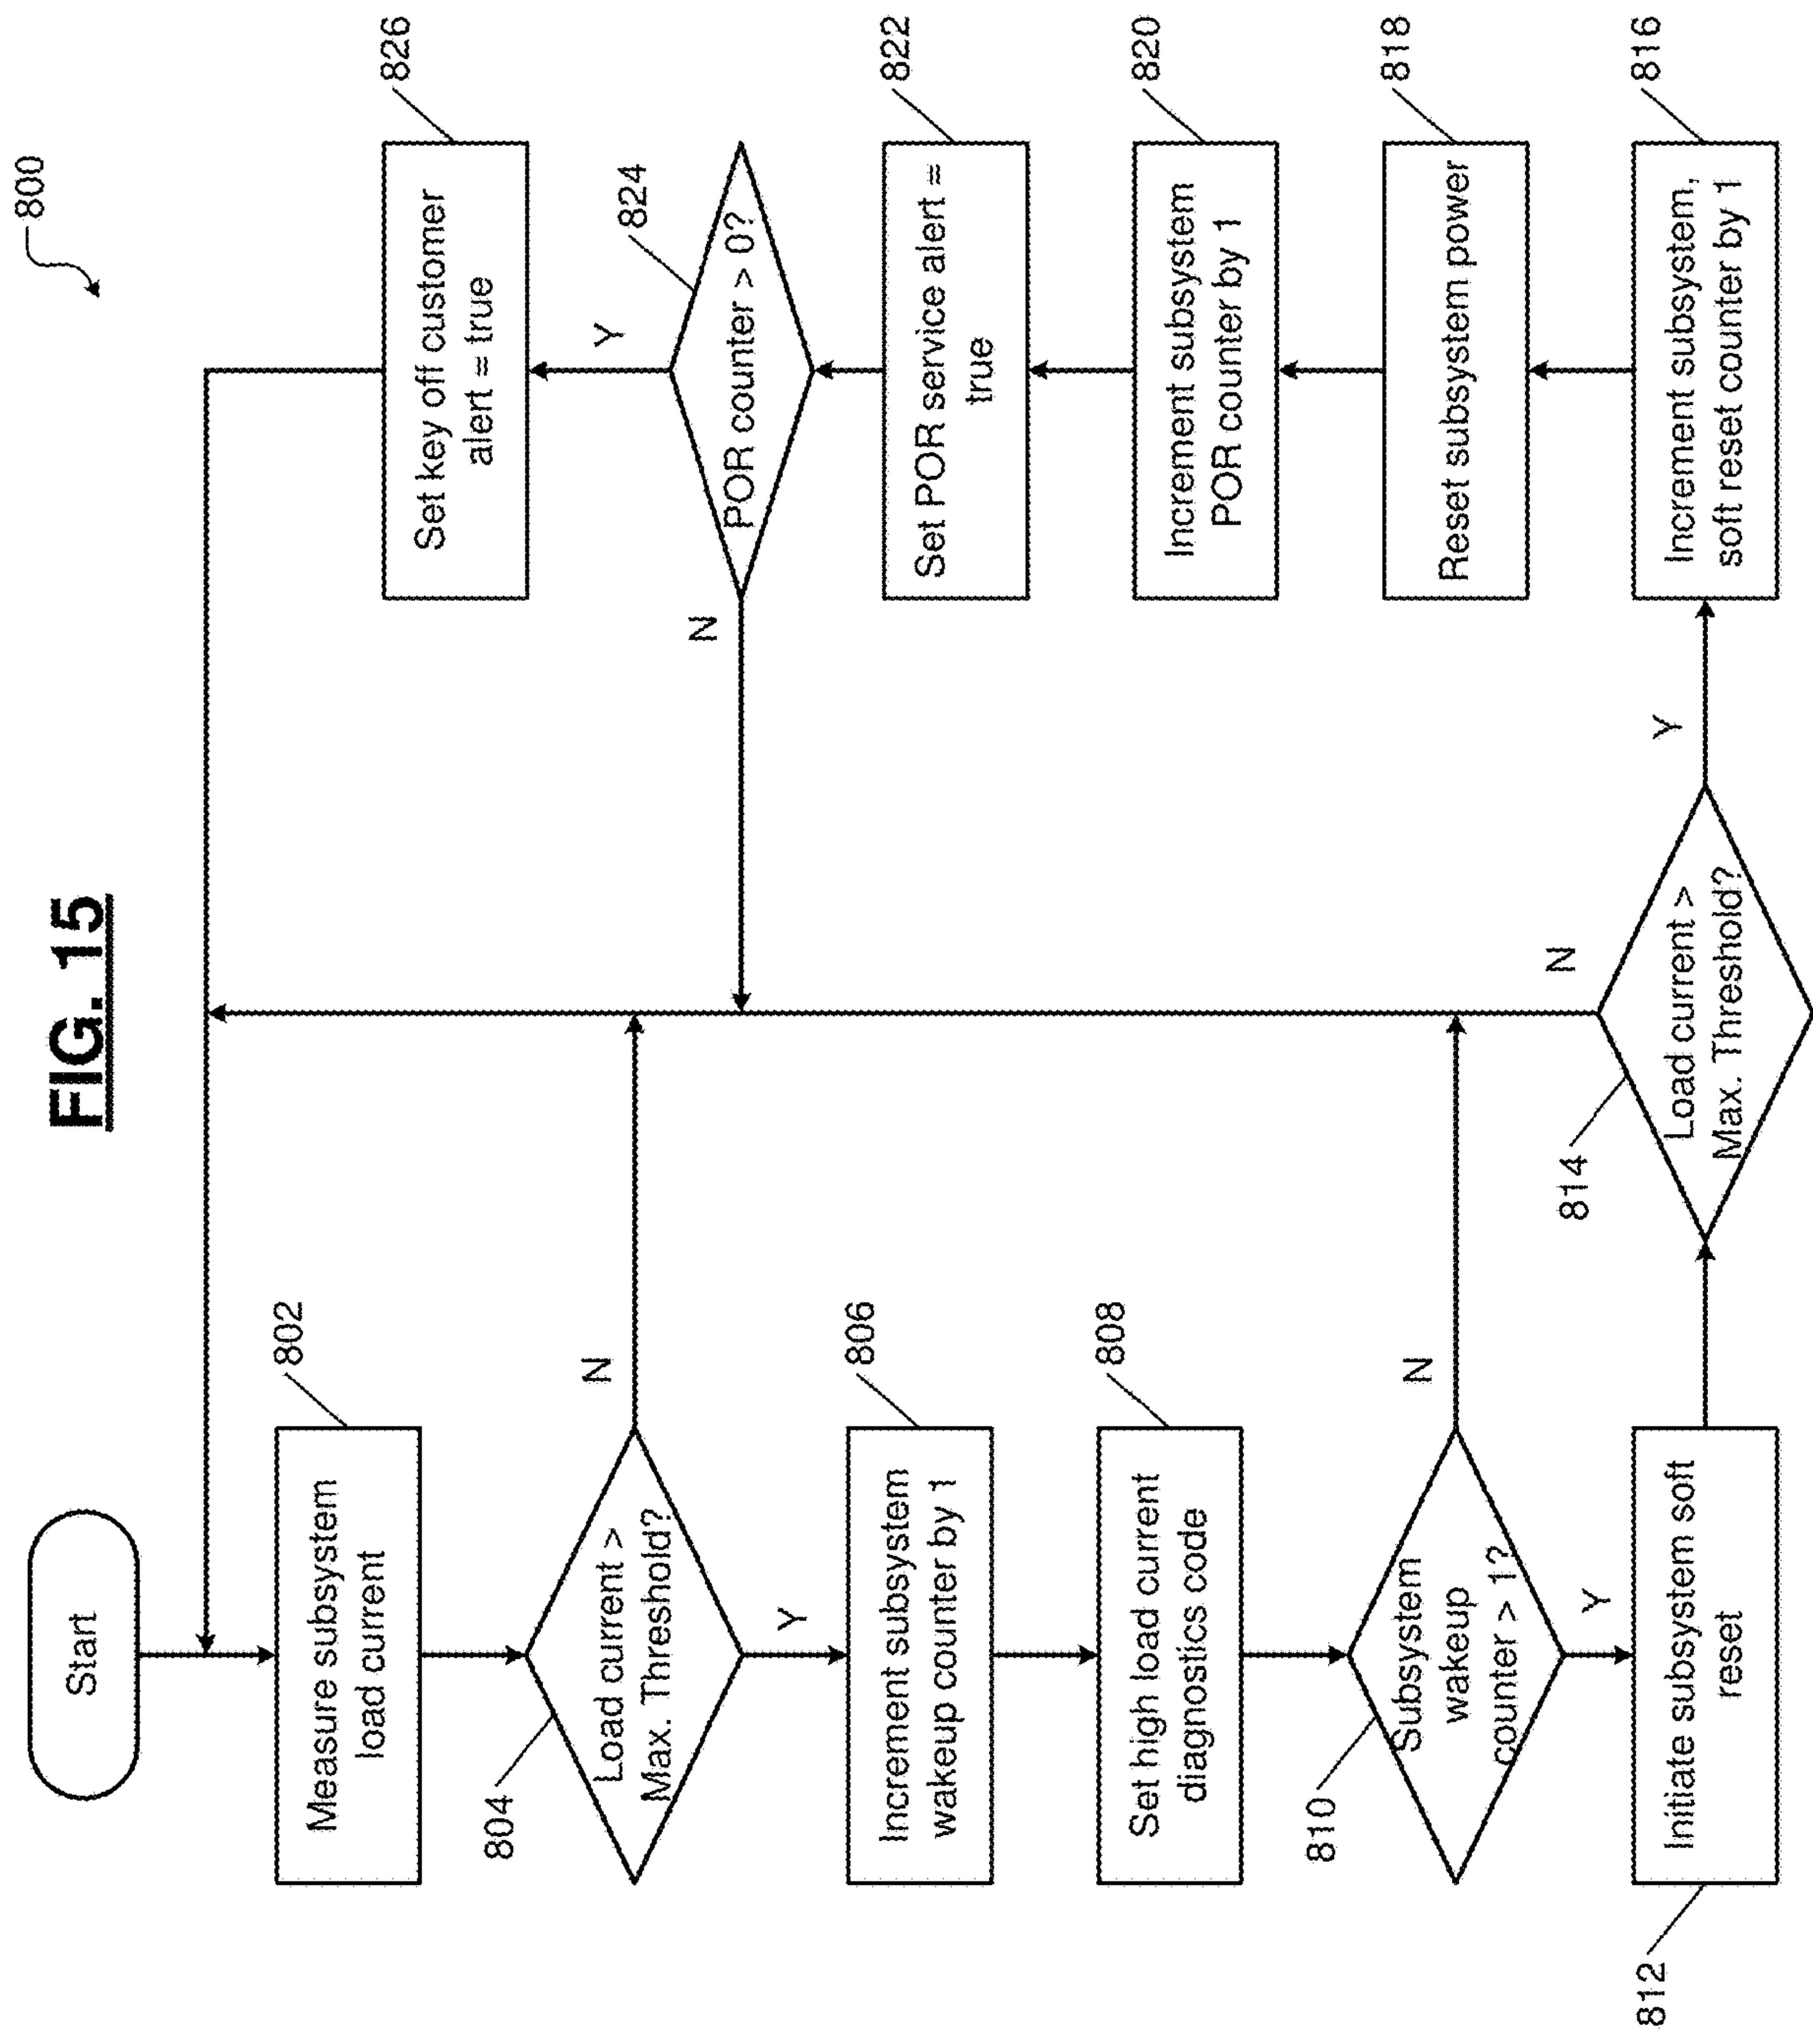 FIG. 15
800
Start
Measure subsystem
load current
802
Load current >
Max. Threshold?
804
N
Y
Increment subsystem
wakeup counter by 1
806
Set high load current
diagnostics code
808
Subsystem
wakeup
counter > 1?
810
N
Y
Initiate subsystem soft
reset
812
Load current >
Max. Threshold?
814
N
Y
Increment subsystem,
soft reset counter by 1
816
Reset subsystem power
818
Increment subsystem
POR counter by 1
820
Set POR service alert =
true
822
POR counter > 0?
824
N
Y
Set key off customer
alert = true
826